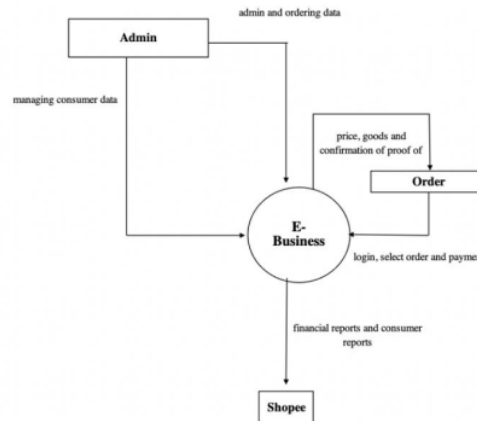 admin and ordering data
Admin
managing consumer data
price, goods and
confirmation of proof of
Order
E-
Business
login, select order and payme
financial reports and consumer
reports
Shopee